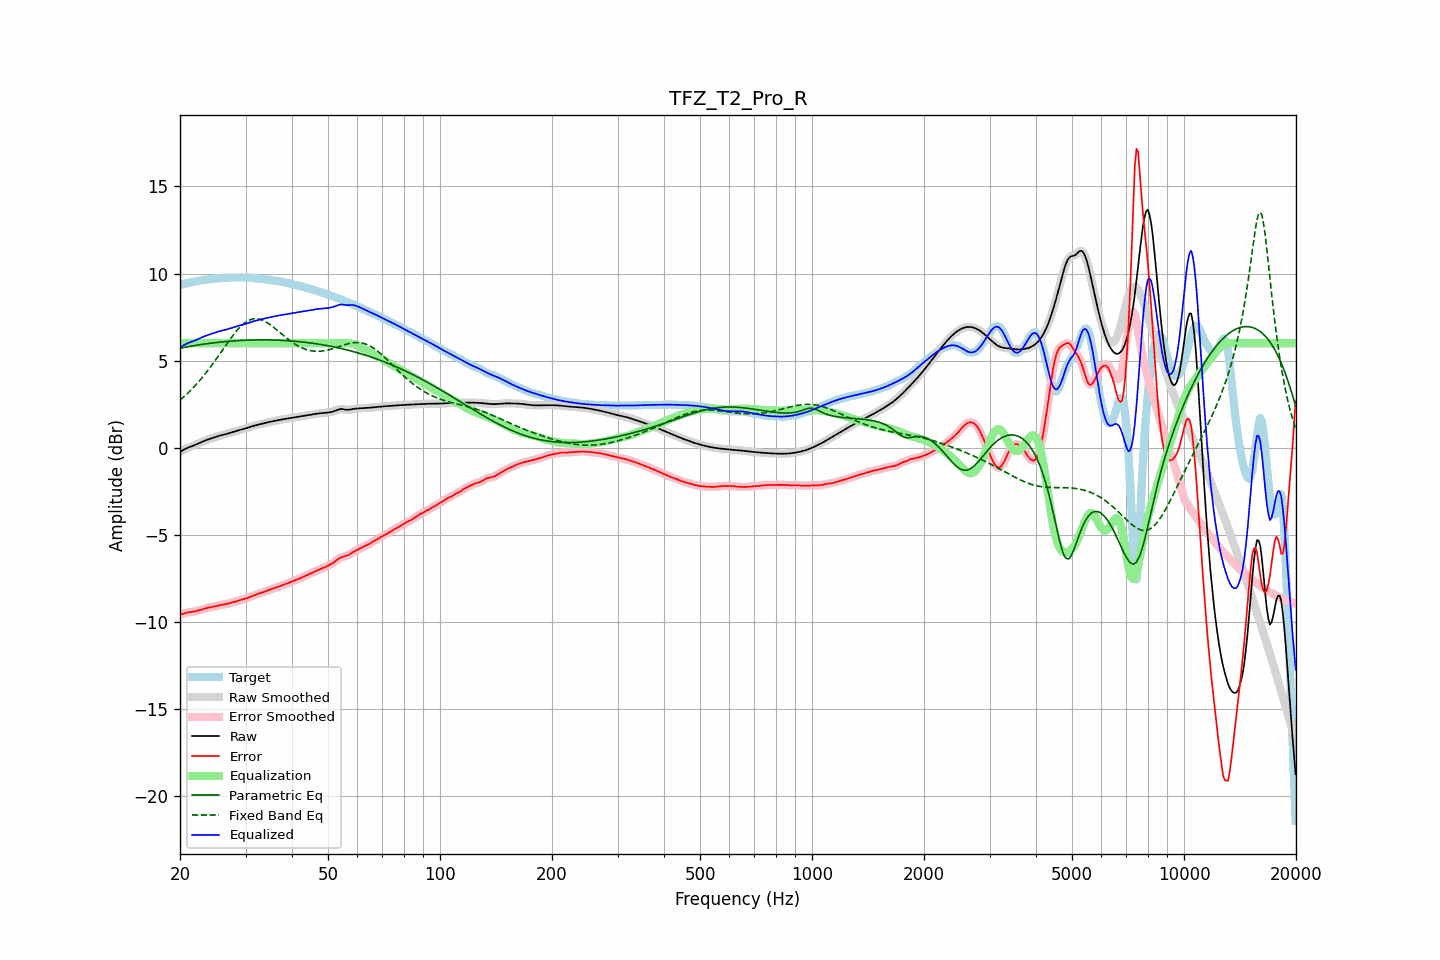 TFZ_T2_Pro_R
Amplitude (dBr)
15
10
5
0
−5
−10
−15
−20
Target
Raw Smoothed
Error Smoothed
Raw
Error
Equalization
Parametric Eq
Fixed Band Eq
Equalized
20 50 100 200 500 1000 2000 5000 10000 20000
Frequency (Hz)